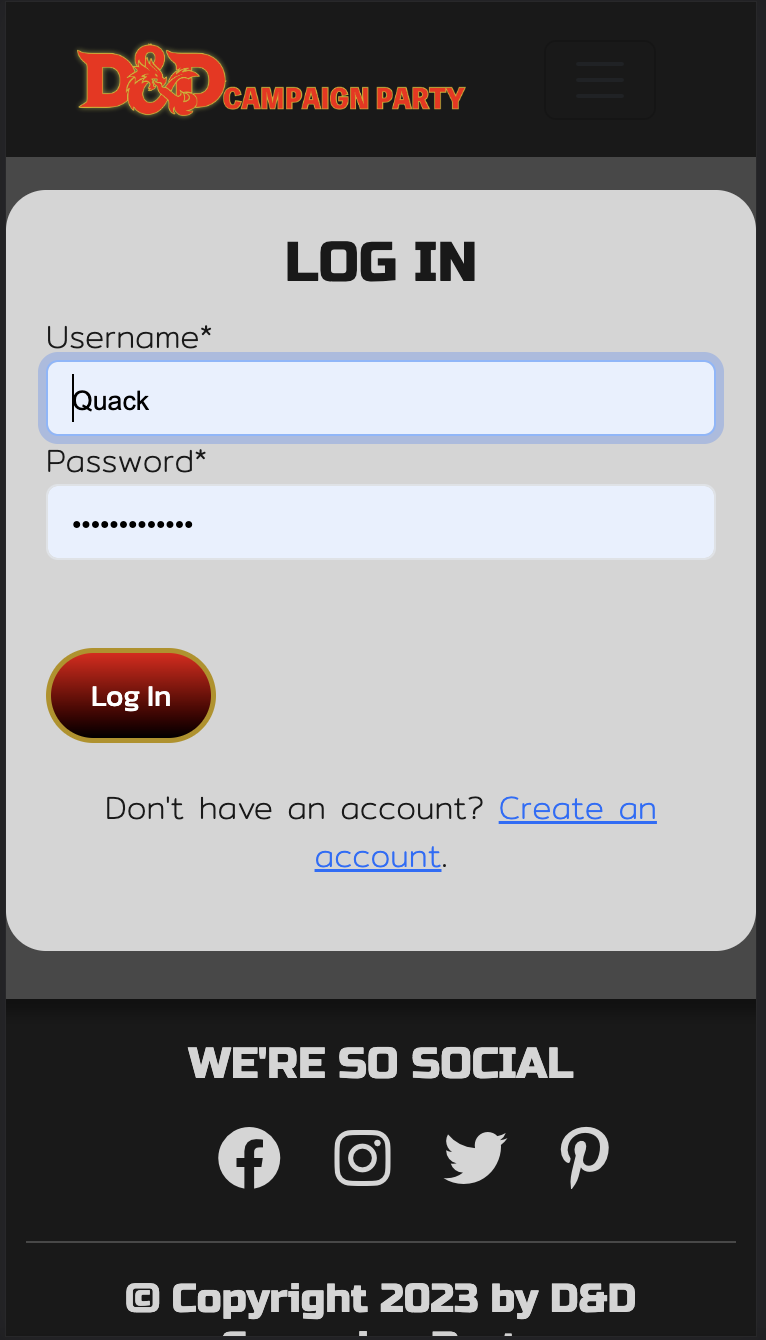 D&D CAMPAIGN PARTY
LOG IN
Username*
Quack
Password*
•••••••••••••
Log In
Don't have an account? Create an
account.
WE'RE SO SOCIAL
© Copyright 2023 by D&D